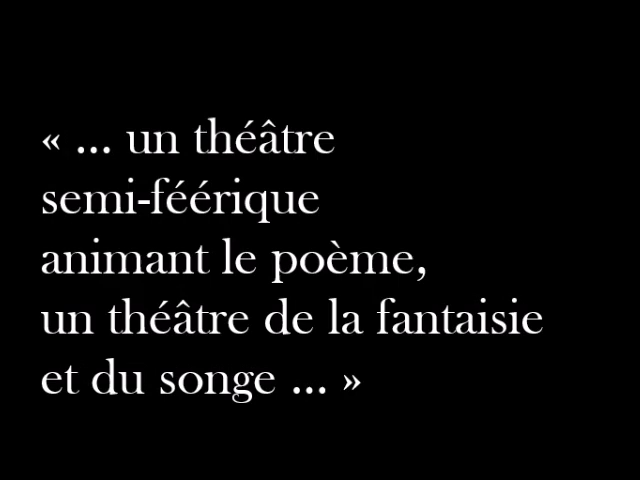 « ... un théâtre
semi-féérique
animant le poème,
un théâtre de la fantaisie
et du songe ... »